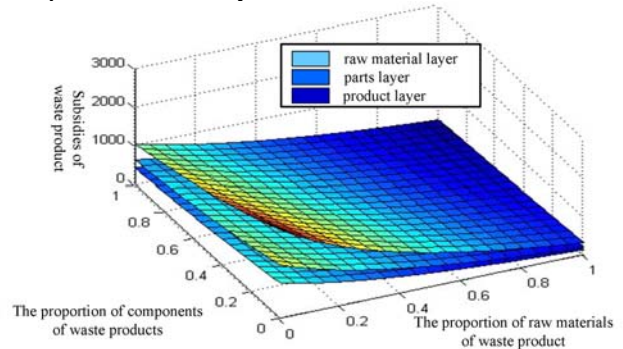 raw material layer
parts layer
product layer
Subsidies of
waste product
3000
2000
1000
0
1
0.8
0.6
0.4
0.2
0
0
0.2
0.4
0.6
0.8
1
The proportion of components
of waste products
The proportion of raw materials
of waste product